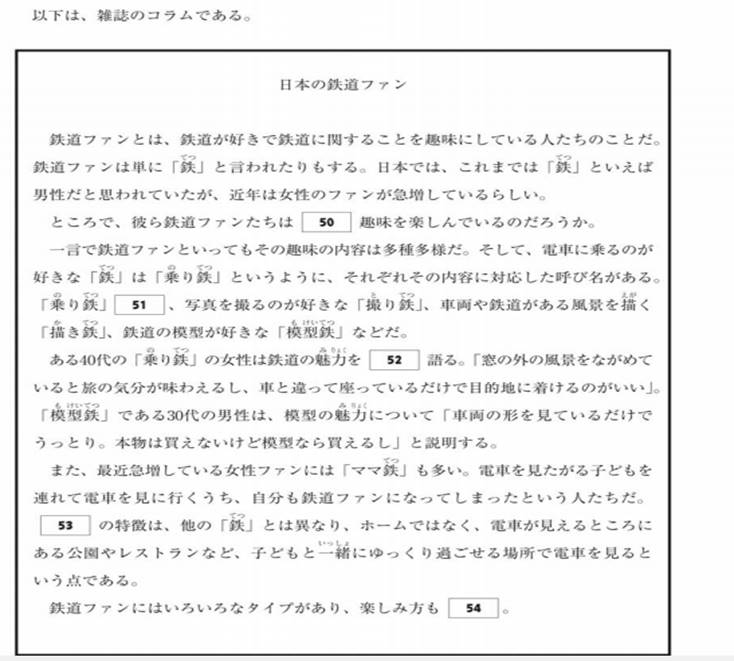 以下は、雑誌のコラムである。
日本の鉄道ファン
鉄道ファンとは、鉄道が好きで鉄道に関することを趣味にしている人たちのことだ。
鉄道ファンは単に「鉄」と言われたりもする。日本では、これまでは「鉄」といえば
男性だと思われていたが、近年は女性のファンが急増しているらしい。
ところで、彼ら鉄道ファンたちは 50 趣味を楽しんでいるのだろうか。
一言で鉄道ファンといってもその趣味の内容は多種多様だ。そして、電車に乗るのが
好きな「鉄」は「乗り鉄」というように、それぞれその内容に対応した呼び名がある。
「乗り鉄」 51 、写真を撮るのが好きな「撮り鉄」、車両や鉄道がある風景を描く
「描き鉄」、鉄道の模型が好きな「模型鉄」などだ。
ある40代の「乗り鉄」の女性は鉄道の魅力を 52 語る。「窓の外の風景をながめて
いると旅の気分が味わえるし、車と違って座っているだけで目的地に着けるのがいい」。
「模型鉄」である30代の男性は、模型の魅力について「車両の形を見ているだけで
うっとり。本物は買えないけど模型なら買えるし」と説明する。
また、最近急増している女性ファンには「ママ鉄」も多い。電車を見たがる子どもを
連れて電車を見に行くうち、自分も鉄道ファンになってしまったという人たちだ。
53 の特徴は、他の「鉄」とは異なり、ホームではなく、電車が見えるところに
ある公園やレストランなど、子どもと一緒にゆっくり過ごせる場所で電車を見ると
いう点である。
鉄道ファンにはいろいろなタイプがあり、楽しみ方も 54 。